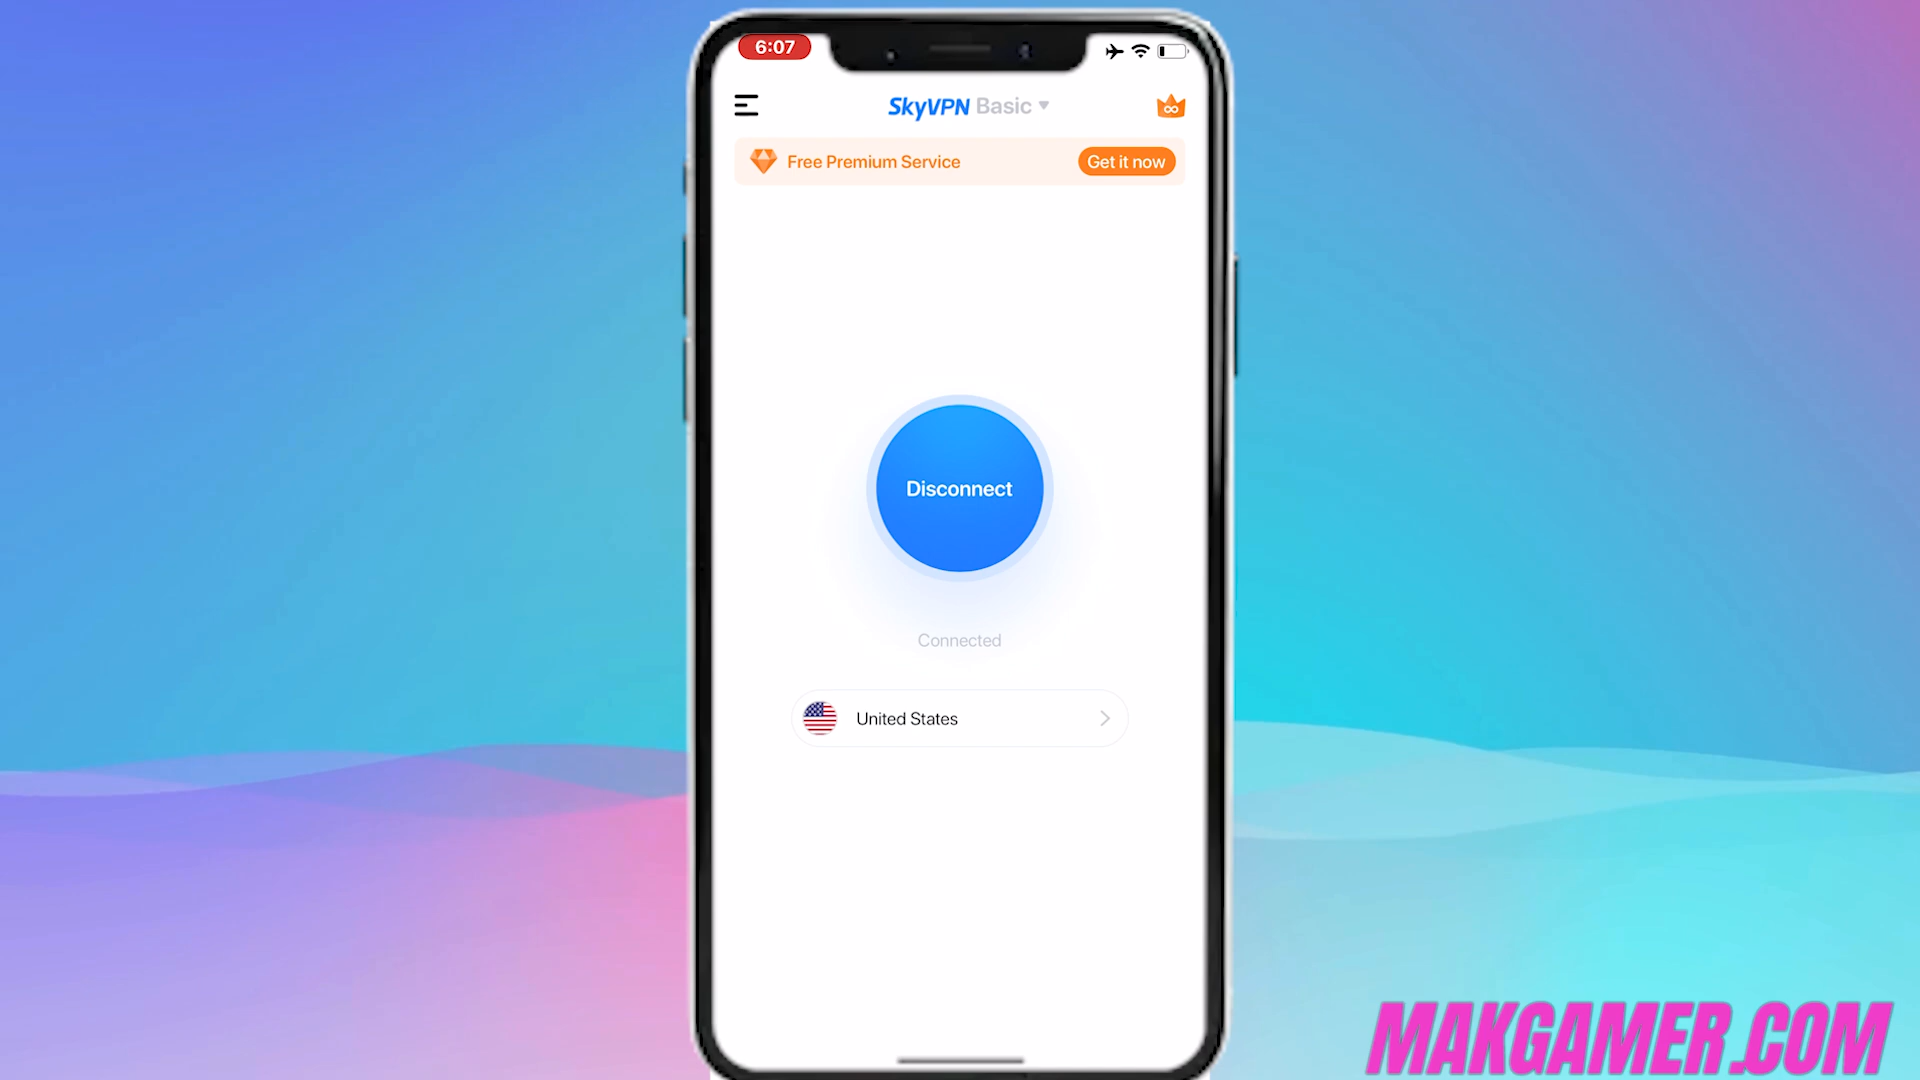 6:07
SkyVPN Basic
Free Premium Service
Get it now
Disconnect
Connected
United States
MAKGAMER.COM